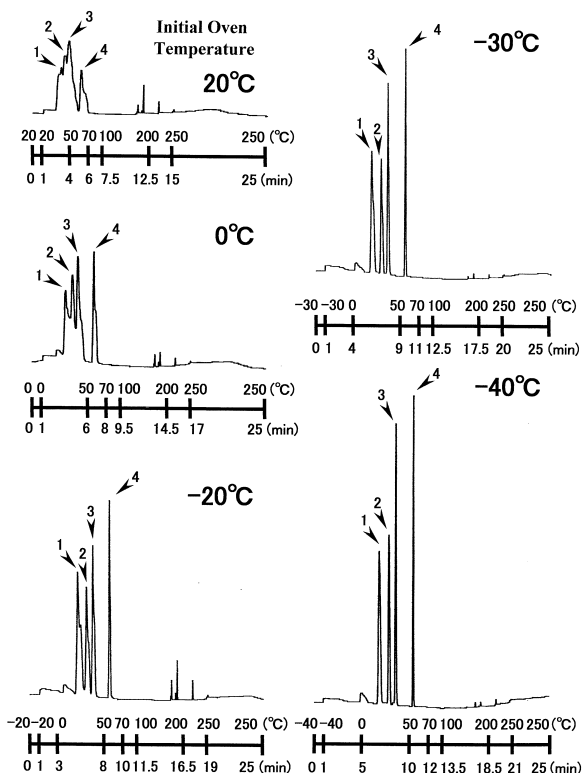 Initial Oven
Temperature
20℃
1 2 3 4
20 20 50 70 100 200 250 250 (℃)
0 1 4 6 7.5 12.5 15 25 (min)
0℃
1 2 3 4
0 0 50 70 100 200 250 250 (℃)
0 1 6 8 9.5 14.5 17 25 (min)
−20℃
1 2 3 4
−20 −20 0 50 70 100 200 250 250 (℃)
0 1 3 8 10 11.5 16.5 19 25 (min)
−30℃
1 2 3 4
−30 −30 0 50 70 100 200 250 250 (℃)
0 1 4 9 11 12.5 17.5 20 25 (min)
−40℃
1 2 3 4
−40 −40 0 50 70 100 200 250 250 (℃)
0 1 5 10 12 13.5 18.5 21 25 (min)